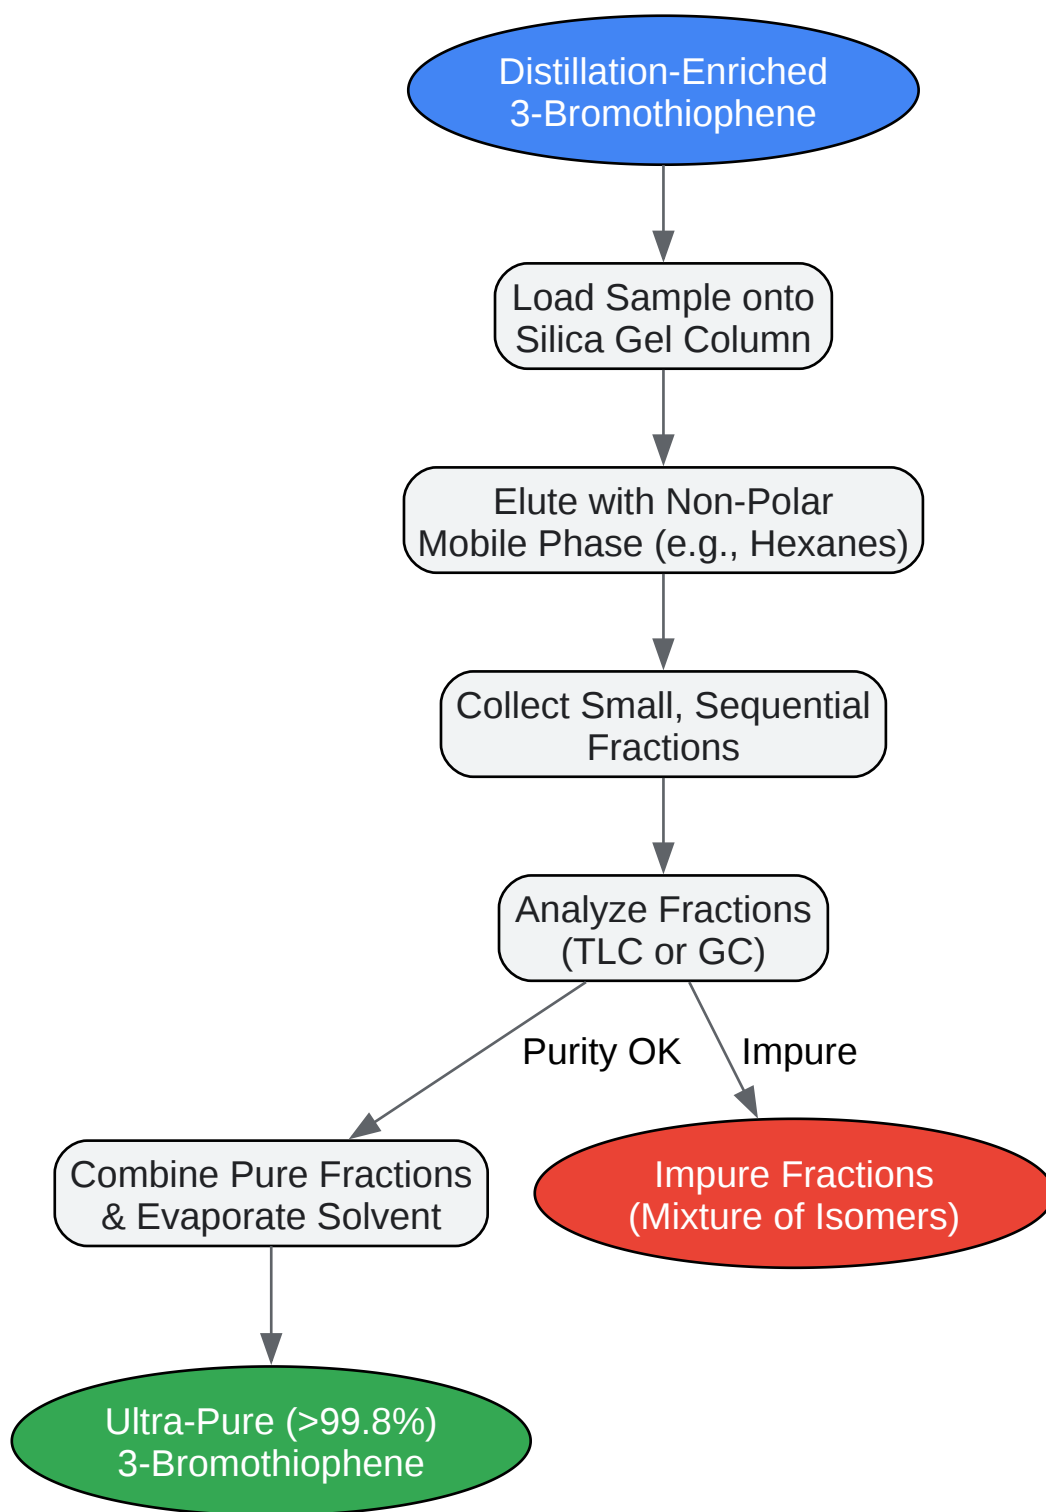 Distillation-Enriched
3-Bromothiophene
Load Sample onto
Silica Gel Column
Elute with Non-Polar
Mobile Phase (e.g., Hexanes)
Collect Small, Sequential
Fractions
Analyze Fractions
(TLC or GC)
Purity OK
Impure
Combine Pure Fractions
& Evaporate Solvent
Impure Fractions
(Mixture of Isomers)
Ultra-Pure (>99.8%)
3-Bromothiophene